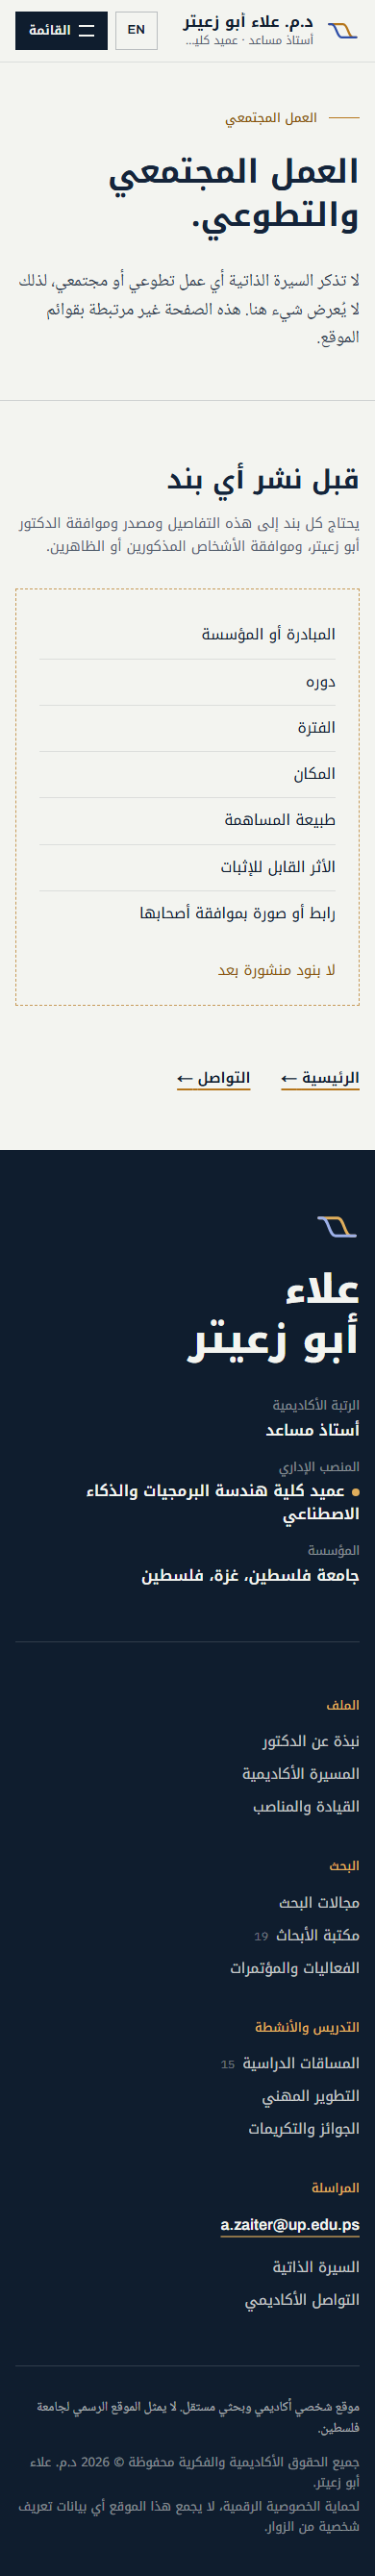 د.م. علاء أبو زعيتر
أستاذ مساعد · عميد كليـ...
EN
القائمة
العمل المجتمعي
العمل المجتمعي
والتطوعي.
لا تذكر السيرة الذاتية أي عمل تطوعي أو مجتمعي، لذلك
لا يُعرض شيء هنا. هذه الصفحة غير مرتبطة بقوائم
الموقع.
قبل نشر أي بند
يحتاج كل بند إلى هذه التفاصيل ومصدر وموافقة الدكتور
أبو زعيتر، وموافقة الأشخاص المذكورين أو الظاهرين.
المبادرة أو المؤسسة
دوره
الفترة
المكان
طبيعة المساهمة
الأثر القابل للإثبات
رابط أو صورة بموافقة أصحابها
لا بنود منشورة بعد
الرئيسية ←
التواصل ←
علاء
أبو زعيتر
الرتبة الأكاديمية
أستاذ مساعد
المنصب الإداري
عميد كلية هندسة البرمجيات والذكاء
الاصطناعي
المؤسسة
جامعة فلسطين، غزة، فلسطين
الملف
نبذة عن الدكتور
المسيرة الأكاديمية
القيادة والمناصب
البحث
مجالات البحث
مكتبة الأبحاث 19
الفعاليات والمؤتمرات
التدريس والأنشطة
المساقات الدراسية 15
التطوير المهني
الجوائز والتكريمات
المراسلة
a.zaiter@up.edu.ps
السيرة الذاتية
التواصل الأكاديمي
موقع شخصي أكاديمي وبحثي مستقل. لا يمثل الموقع الرسمي لجامعة
فلسطين.
جميع الحقوق الأكاديمية والفكرية محفوظة © 2026 د.م. علاء
أبو زعيتر.
لحماية الخصوصية الرقمية، لا يجمع هذا الموقع أي بيانات تعريف
شخصية من الزوار.